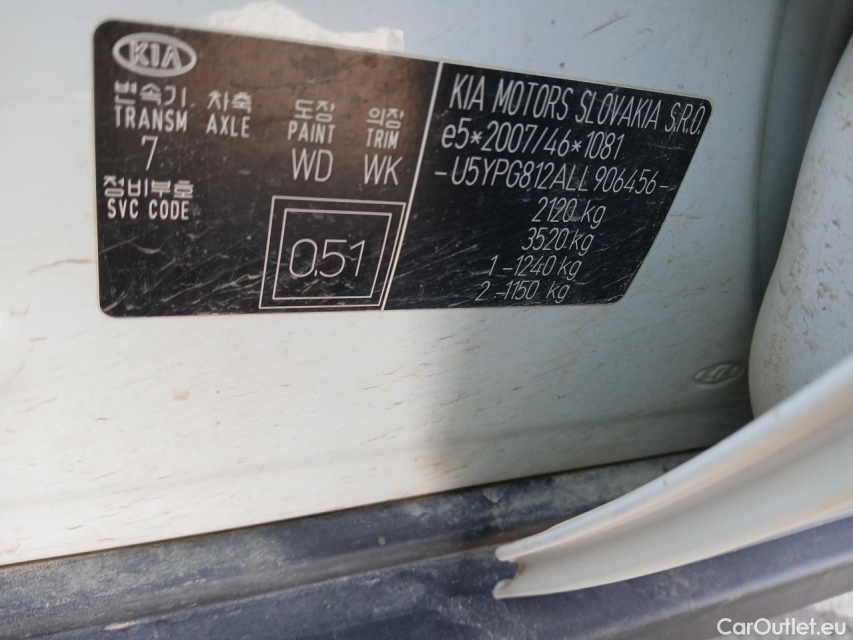 KIA
변속기 차축 도장 의장
TRANSM AXLE PAINT TRIM
7 WD WK
정비부호
SVC CODE
0.51
KIA MOTORS SLOVAKIA S.R.O.
e5*2007/46*1081
-U5YPG812ALL906456-
2120 kg
3520 kg
1-1240 kg
2-1150 kg
CarOutlet.eu